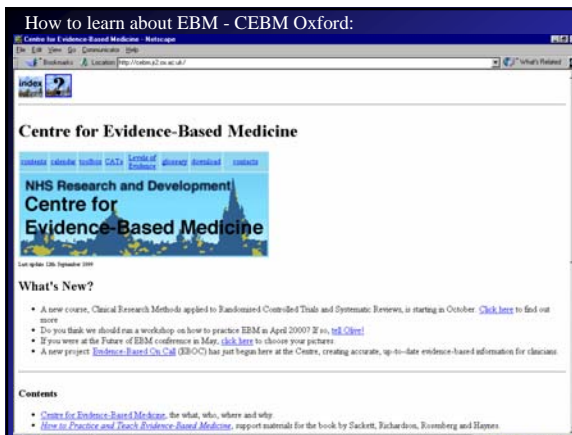 How to learn about EBM - CEBM Oxford:
Centre for Evidence-Based Medicine - Netscape
File Edit View Go Communicator Help
Bookmarks Location: http://cebm.jr2.ox.ac.uk/ What's Related
index ?
Centre for Evidence-Based Medicine
contents calendar toolbox CATs Levels of Evidence glossary download contacts
NHS Research and Development
Centre for
Evidence-Based Medicine
Last update 12th September 1999
What's New?
A new course, Clinical Research Methods applied to Randomised Controlled Trials and Systematic Reviews, is starting in October. Click here to find out
more
Do you think we should run a workshop on how to practice EBM in April 2000? If so, tell Olive!
If you were at the Future of EBM conference in May, click here to choose your pictures.
A new project: Evidence-Based On Call (EBOC) has just begun here at the Centre, creating accurate, up-to-date evidence-based information for clinicians.
Contents
Centre for Evidence-Based Medicine, the what, who, where and why.
How to Practice and Teach Evidence-Based Medicine, support materials for the book by Sackett, Richardson, Rosenberg and Haynes.